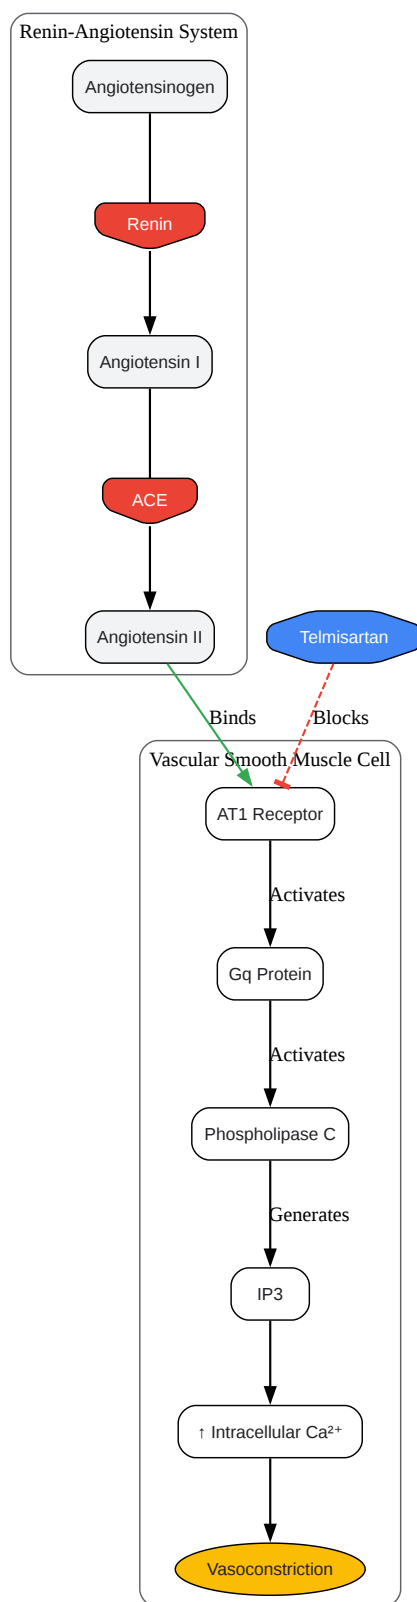 Renin-Angiotensin System
Angiotensinogen
Renin
Angiotensin I
ACE
Angiotensin II
Telmisartan
Binds
Blocks
Vascular Smooth Muscle Cell
AT1 Receptor
Activates
Gq Protein
Activates
Phospholipase C
Generates
IP3
↑ Intracellular Ca²⁺
Vasoconstriction